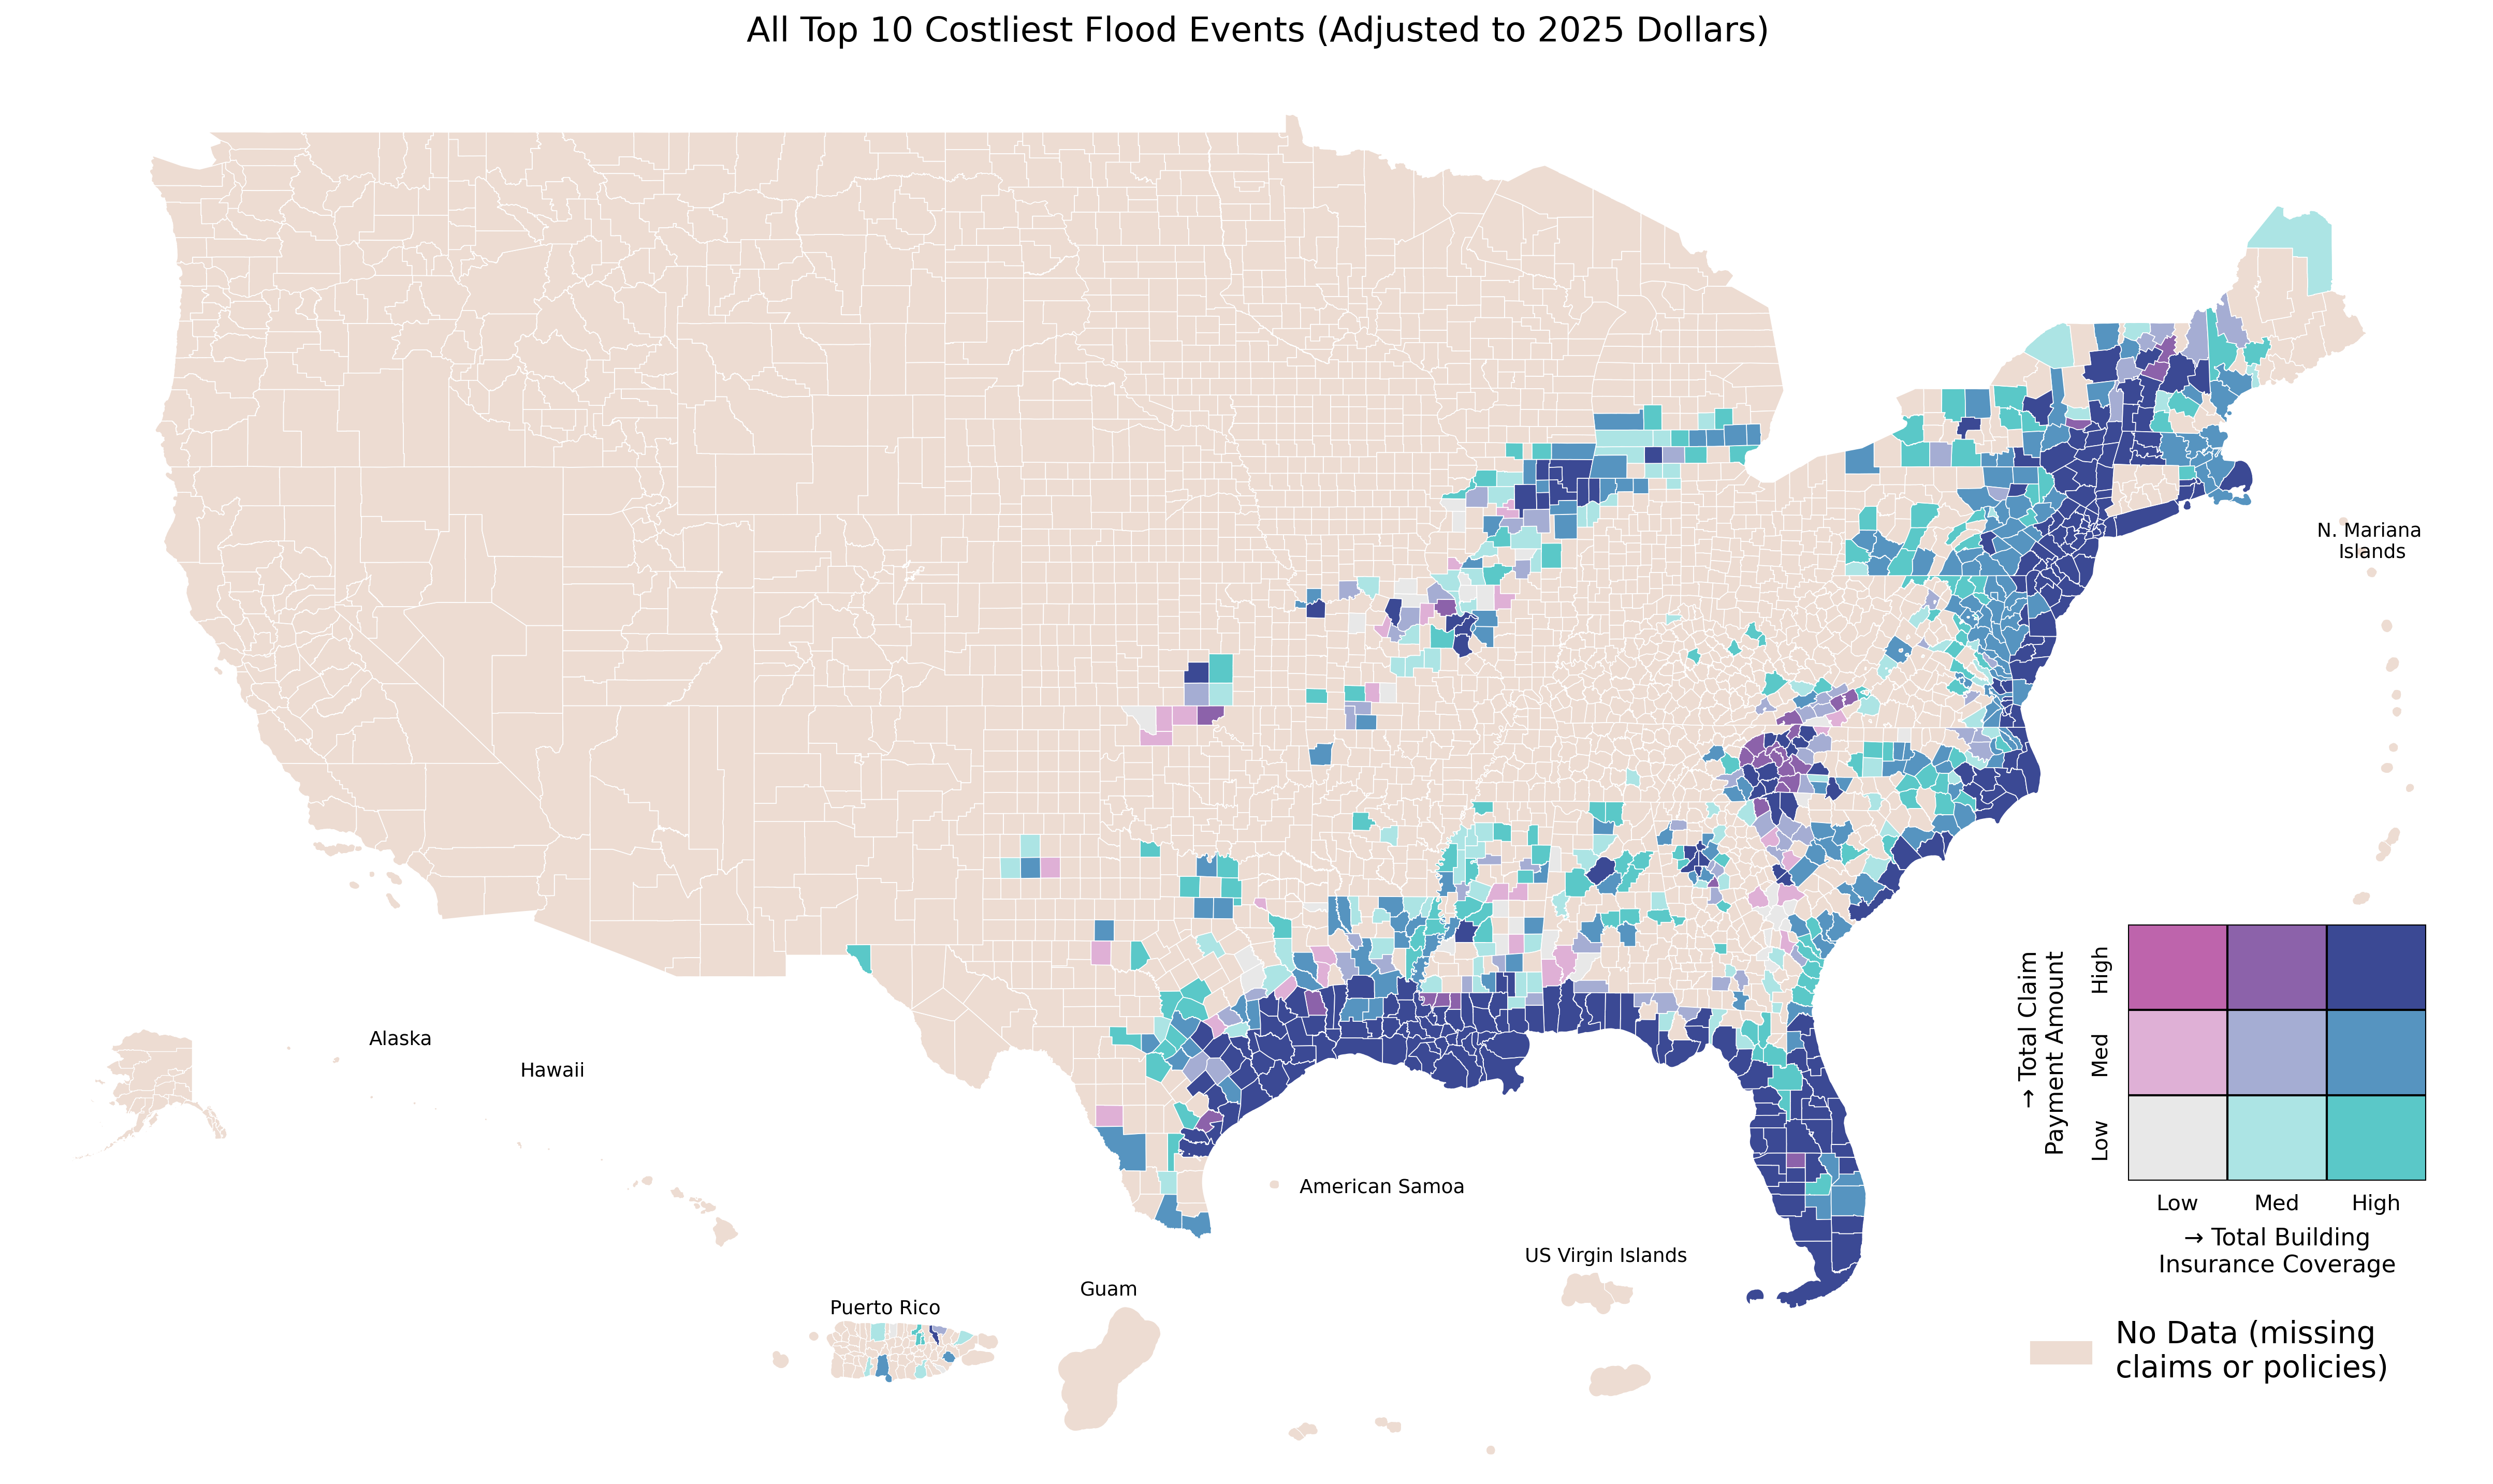 All Top 10 Costliest Flood Events (Adjusted to 2025 Dollars)
N. Mariana
Islands
Alaska
Hawaii
American Samoa
US Virgin Islands
Guam
Puerto Rico
→ Total Claim
Payment Amount
High
Med
Low
Low Med High
→ Total Building
Insurance Coverage
No Data (missing
claims or policies)